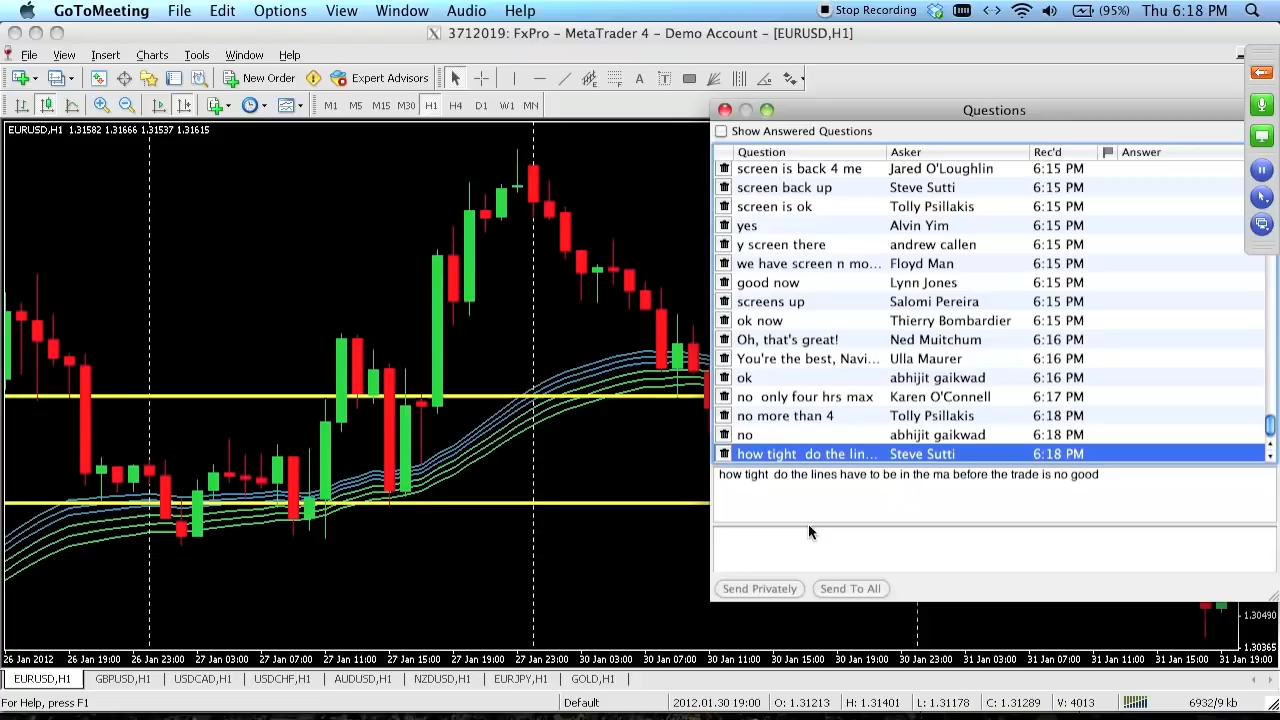 GoToMeeting File Edit Options View Window Audio Help Stop Recording (95%) Thu 6:18 PM
3712019: FxPro - MetaTrader 4 - Demo Account - [EURUSD,H1]
File View Insert Charts Tools Window Help
New Order Expert Advisors A T
M1 M5 M15 M30 H1 H4 D1 W1 MN
EURUSD,H1 1.31582 1.31666 1.31537 1.31615
Questions
Show Answered Questions
Question Asker Rec'd Answer
screen is back 4 me Jared O'Loughlin 6:15 PM
screen back up Steve Sutti 6:15 PM
screen is ok Tolly Psillakis 6:15 PM
yes Alvin Yim 6:15 PM
y screen there andrew callen 6:15 PM
we have screen n mo... Floyd Man 6:15 PM
good now Lynn Jones 6:15 PM
screens up Salomi Pereira 6:15 PM
ok now Thierry Bombardier 6:15 PM
Oh, that's great! Ned Muitchum 6:16 PM
You're the best, Navi... Ulla Maurer 6:16 PM
ok abhijit gaikwad 6:16 PM
no only four hrs max Karen O'Connell 6:17 PM
no more than 4 Tolly Psillakis 6:18 PM
no abhijit gaikwad 6:18 PM
how tight do the lin... Steve Sutti 6:18 PM
how tight do the lines have to be in the ma before the trade is no good
Send Privately Send To All
1.30490
1.30365
26 Jan 2012 26 Jan 19:00 26 Jan 23:00 27 Jan 03:00 27 Jan 07:00 27 Jan 11:00 27 Jan 15:00 27 Jan 19:00 27 Jan 23:00 30 Jan 03:00 30 Jan 07:00 30 Jan 11:00 30 Jan 15:00 30 Jan 19:00 30 Jan 23:00 31 Jan 03:00 31 Jan 07:00 31 Jan 11:00 31 Jan 15:00 31 Jan 19:00
EURUSD,H1 GBPUSD,H1 USDCAD,H1 USDCHF,H1 AUDUSD,H1 NZDUSD,H1 EURJPY,H1 GOLD,H1
For Help, press F1 Default 2012.01.30 19:00 O: 1.31213 H: 1.31401 L: 1.31178 C: 1.31289 V: 4013 6932/9 kb